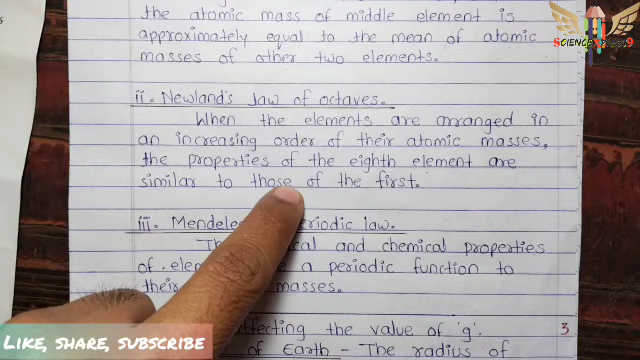 the atomic mass of middle element is
approximately equal to the mean of atomic
masses of other two elements.
ii. Newland's law of octaves.
When the elements are arranged in
an increasing order of their atomic masses,
the properties of the eighth element are
similar to those of the first.
iii. Mendele eriodic law.
Th cal and chemical properties
of elem a periodic function to
their masses.
ffecting the value of 'g'. 3
of Earth - The radius of
LIKE, SHARE, SUBSCRIBE